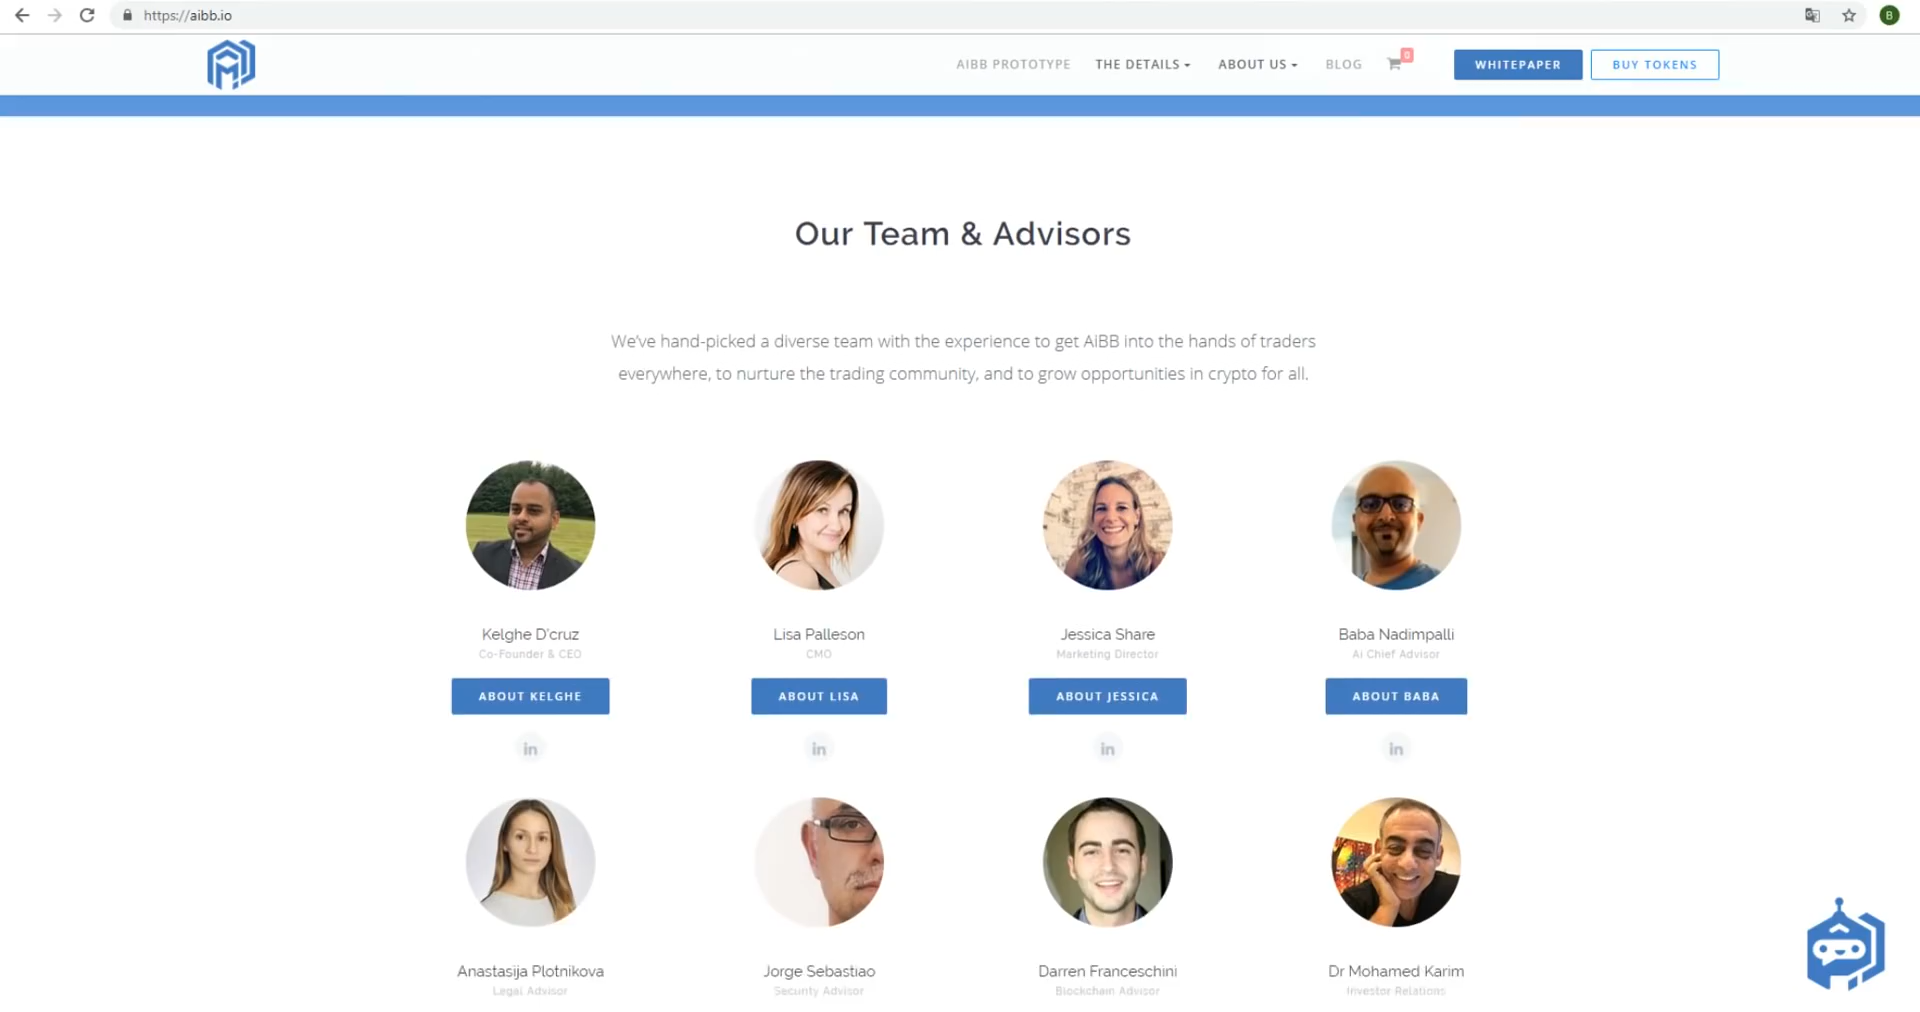 https://aibb.io
B
AIBB PROTOTYPE
THE DETAILS
ABOUT US
BLOG
0
WHITEPAPER
BUY TOKENS
Our Team & Advisors
We've hand-picked a diverse team with the experience to get AiBB into the hands of traders
everywhere, to nurture the trading community, and to grow opportunities in crypto for all.
Kelghe D'cruz
Co-Founder & CEO
ABOUT KELGHE
in
Lisa Palleson
CMO
ABOUT LISA
in
Jessica Share
Marketing Director
ABOUT JESSICA
in
Baba Nadimpalli
Ai Chief Advisor
ABOUT BABA
in
Anastasija Plotnikova
Legal Advisor
Jorge Sebastiao
Security Advisor
Darren Franceschini
Blockchain Advisor
Dr Mohamed Karim
Investor Relations